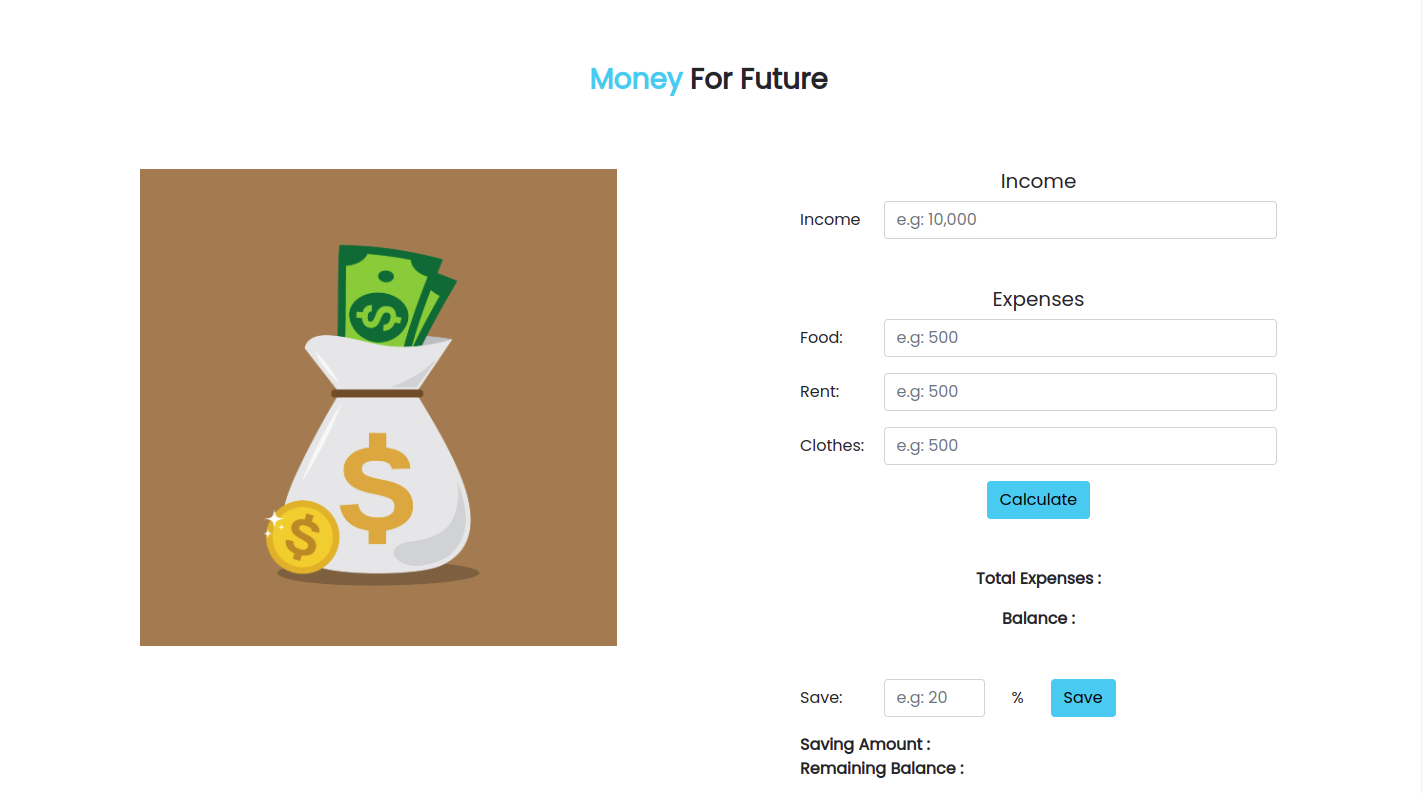 Money For Future
$
$
$
Income
Income e.g: 10,000
Expenses
Food: e.g: 500
Rent: e.g: 500
Clothes: e.g: 500
Calculate
Total Expenses :
Balance :
Save: e.g: 20 % Save
Saving Amount :
Remaining Balance :